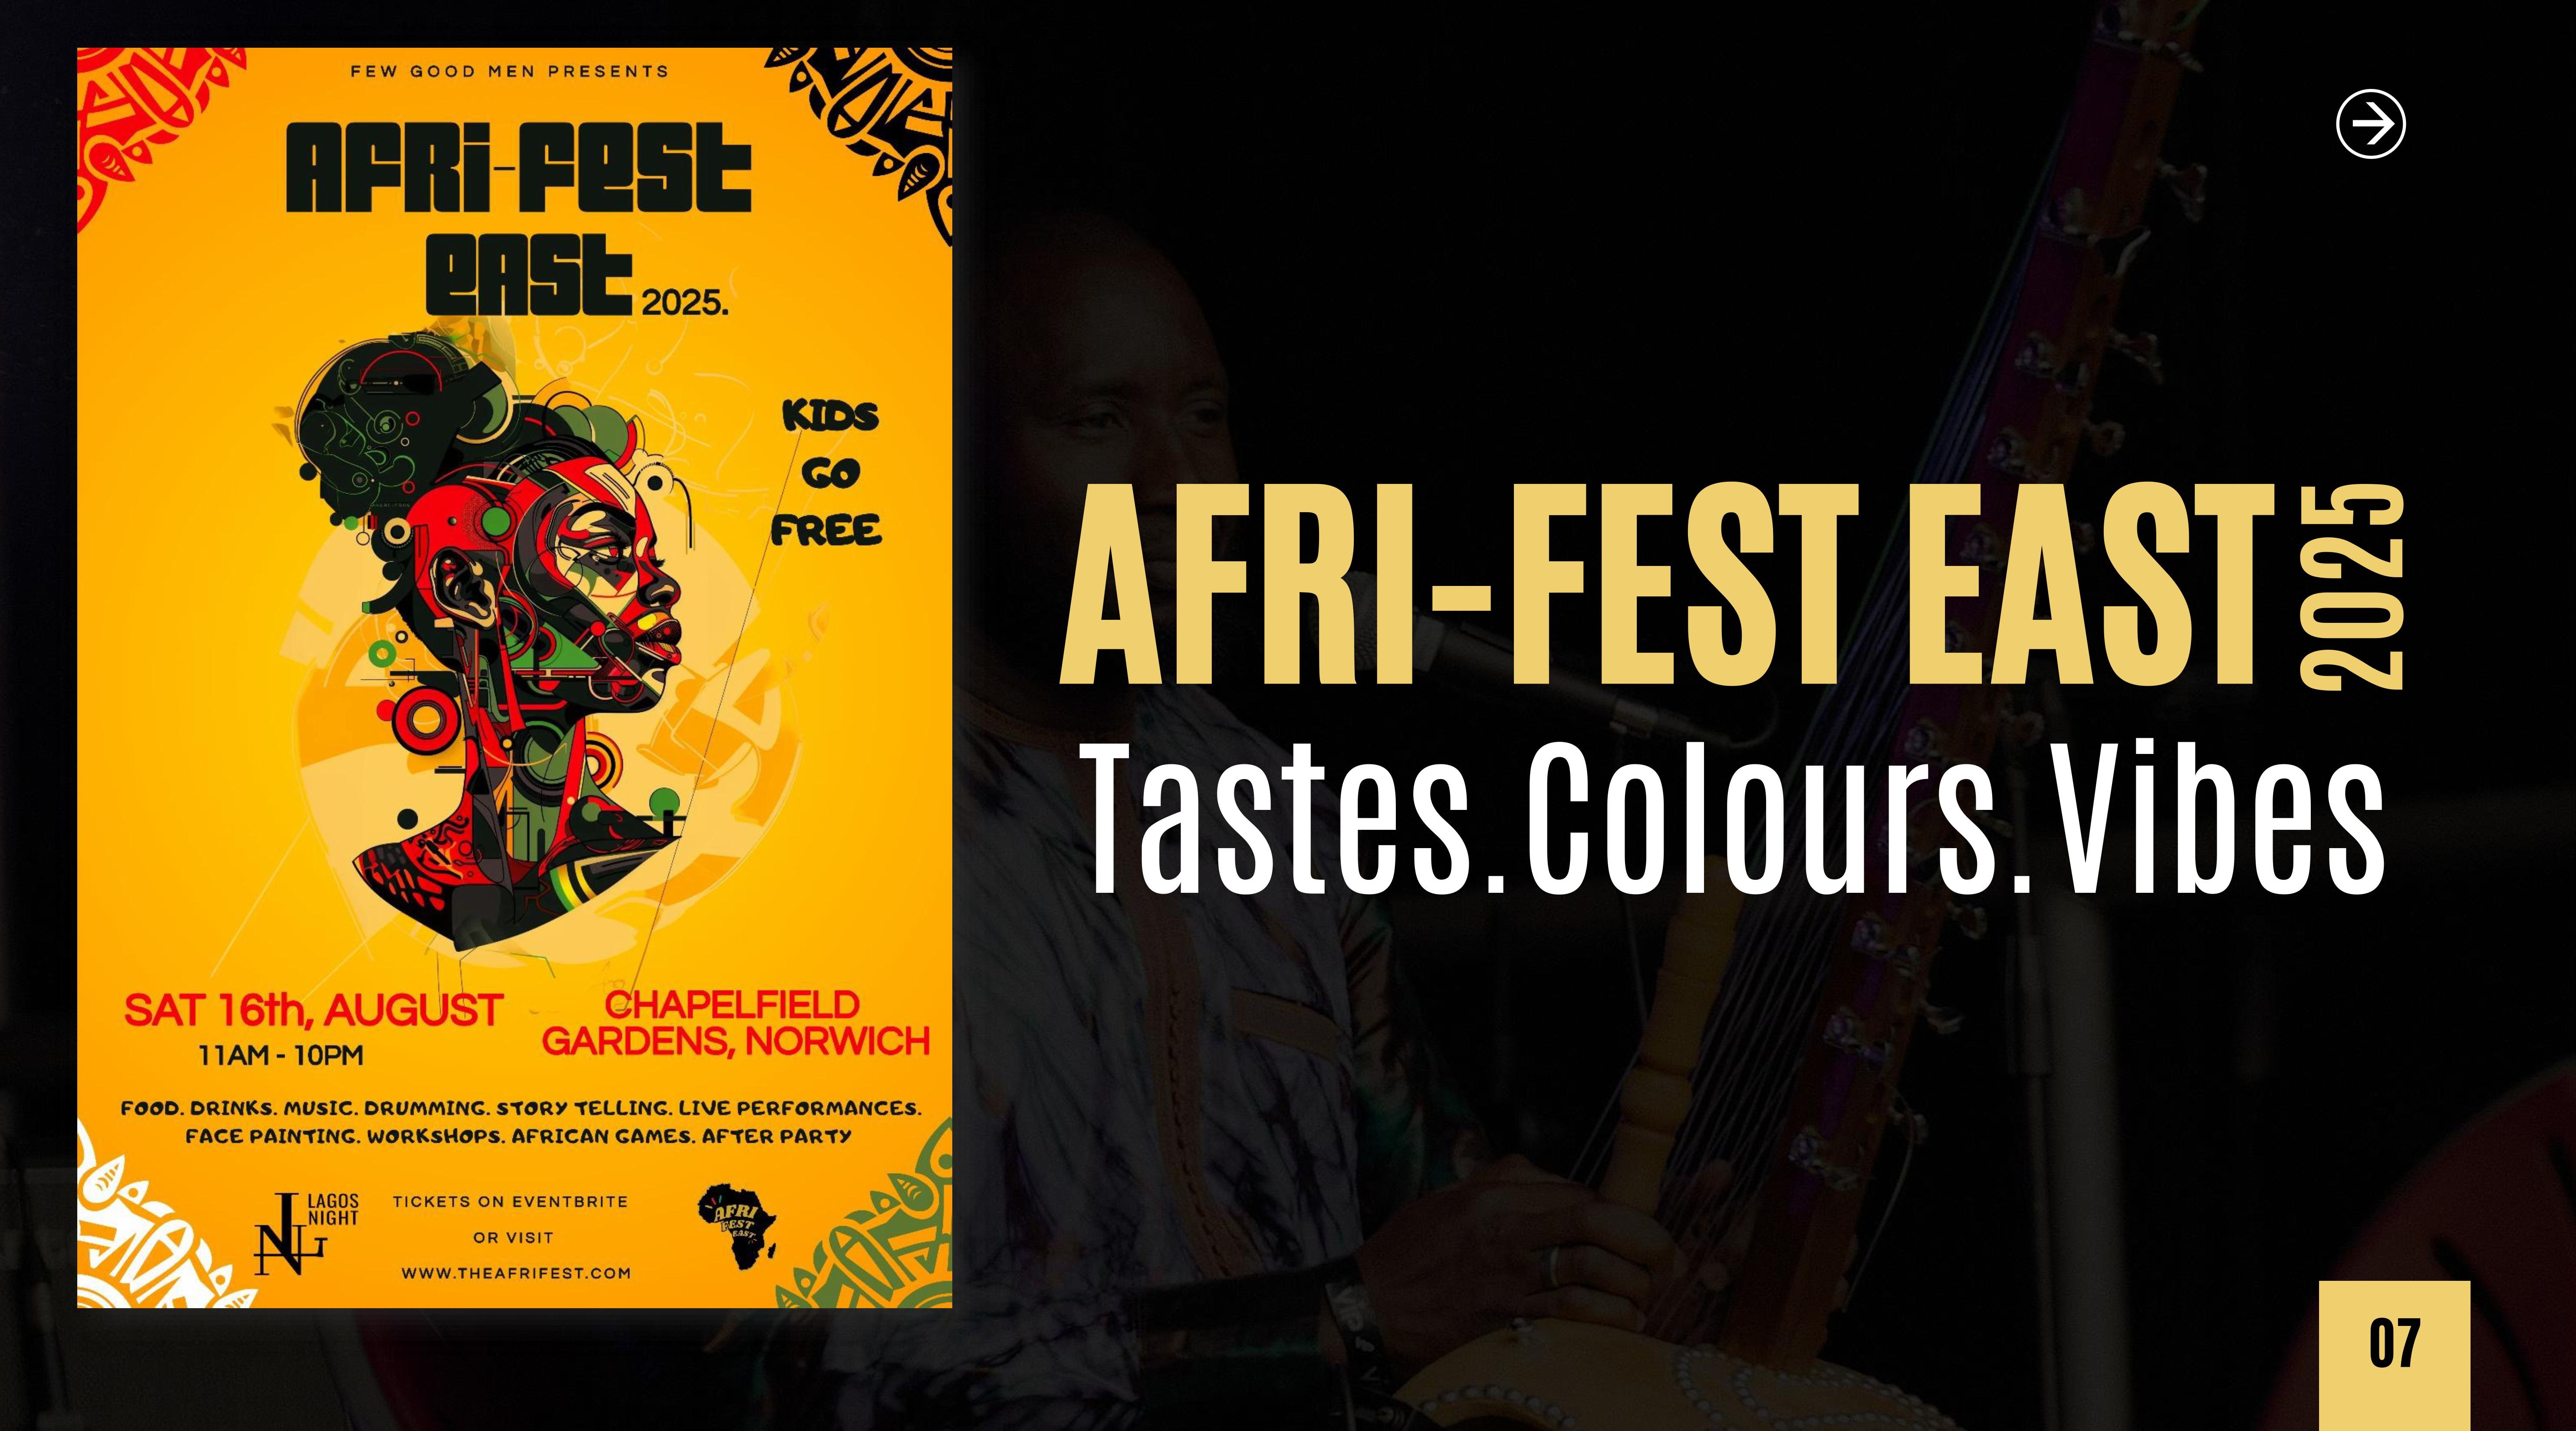 FEW GOOD MEN PRESENTS
AFRi-FeSt
eASt 2025.
KIDS
GO
FREE
SAT 16th, AUGUST
11AM - 10PM
CHAPELFIELD
GARDENS, NORWICH
FOOD. DRINKS. MUSIC. DRUMMING. STORY TELLING. LIVE PERFORMANCES.
FACE PAINTING. WORKSHOPS. AFRICAN GAMES. AFTER PARTY
LN
LAGOS
NIGHT
TICKETS ON EVENTBRITE
OR VISIT
WWW.THEAFRIFEST.COM
AFRI
FEST
EAST
AFRI-FEST EAST 2025
Tastes.Colours.Vibes
07